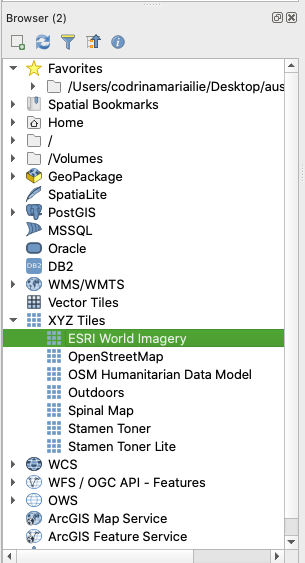 Browser (2)
Favorites
/Users/codrinamariailie/Desktop/aus
Spatial Bookmarks
Home
/
/Volumes
GeoPackage
SpatiaLite
PostGIS
MSSQL
Oracle
DB2 DB2
WMS/WMTS
Vector Tiles
XYZ Tiles
ESRI World Imagery
OpenStreetMap
OSM Humanitarian Data Model
Outdoors
Spinal Map
Stamen Toner
Stamen Toner Lite
WCS
WFS / OGC API - Features
OWS
ArcGIS Map Service
ArcGIS Feature Service